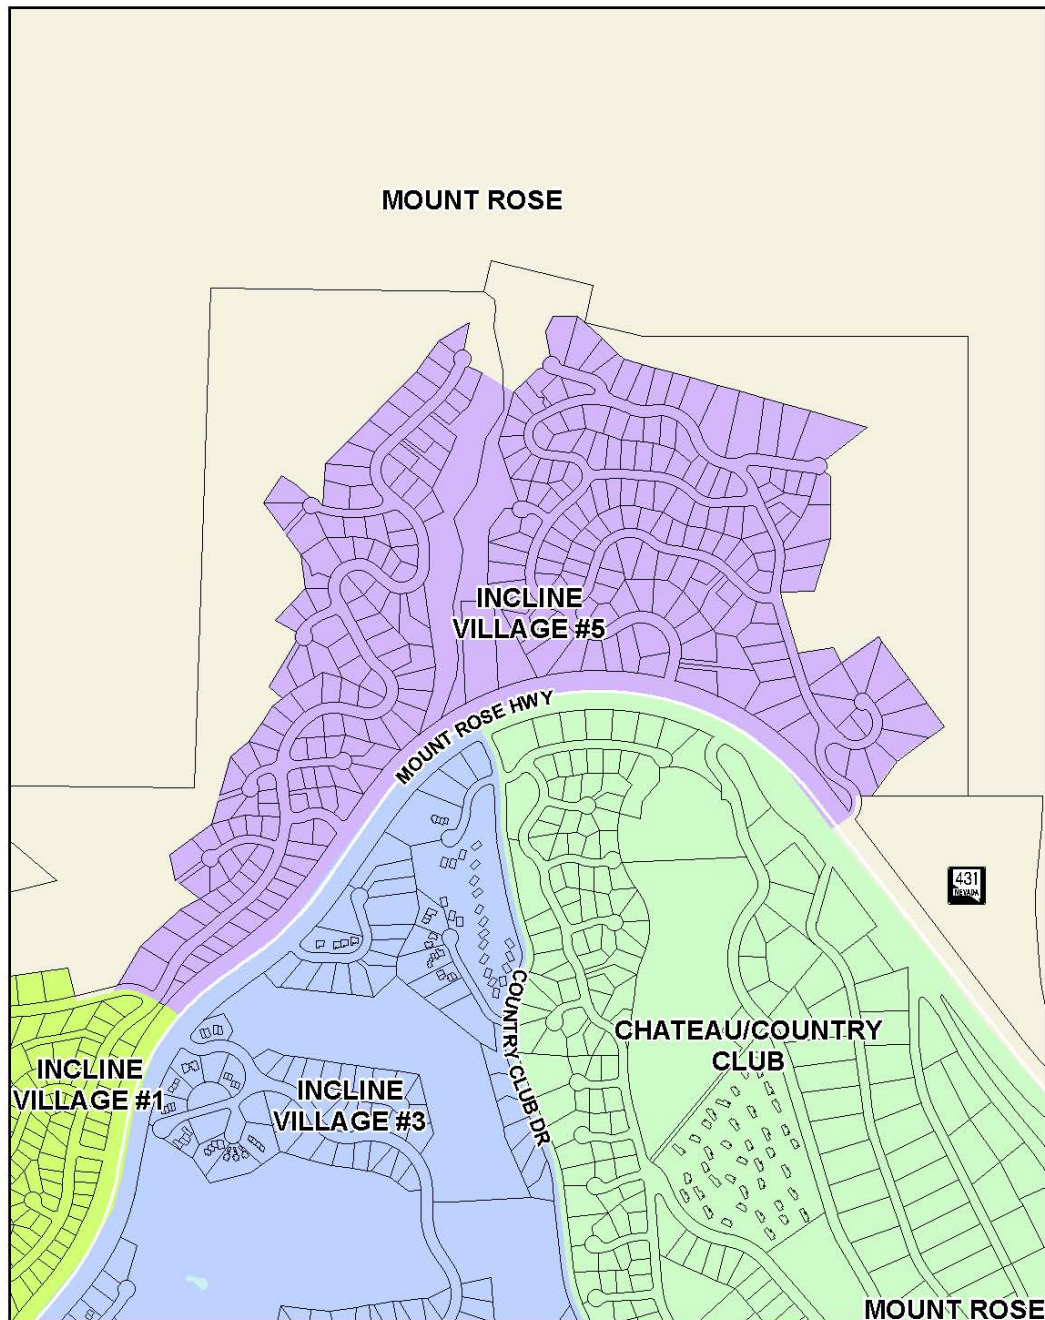 MOUNT ROSE
INCLINE
VILLAGE #5
MOUNT ROSE HWY
431
NEVADA
COUNTRY CLUB DR
CHATEAU/COUNTRY
CLUB
INCLINE
VILLAGE #1
INCLINE
VILLAGE #3
MOUNT ROSE